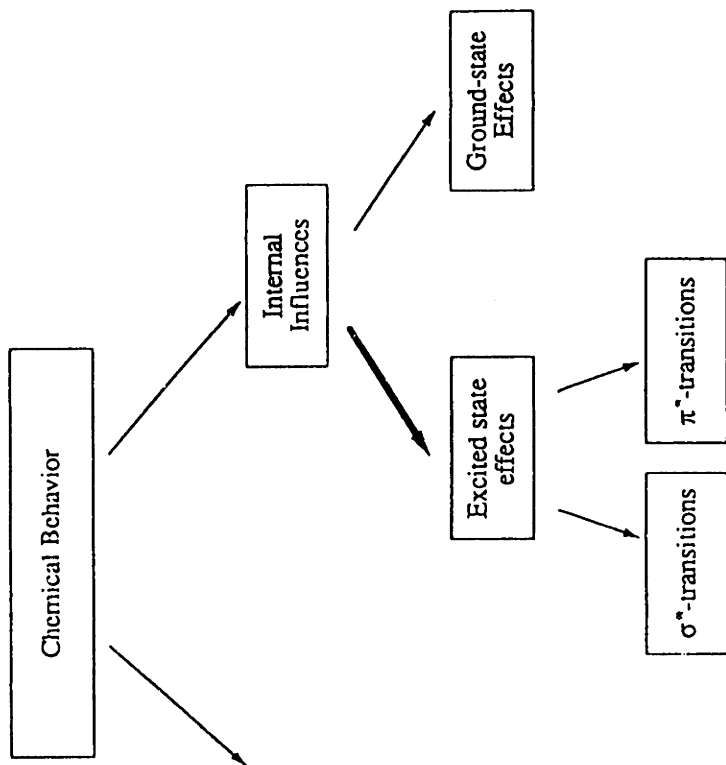 Chemical Behavior
Internal
Influences
Excited state
effects
Ground-state
Effects
σ*-transitions
π*-transitions